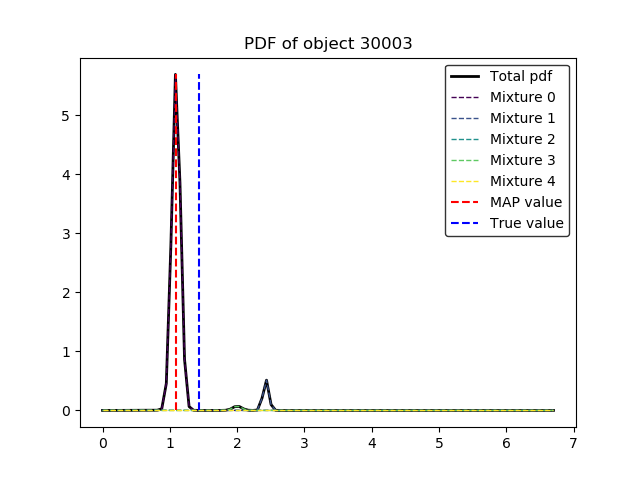 PDF of object 30003
Total pdf
Mixture 0
Mixture 1
Mixture 2
Mixture 3
Mixture 4
MAP value
True value
5
4
3
2
1
0
0 1 2 3 4 5 6 7